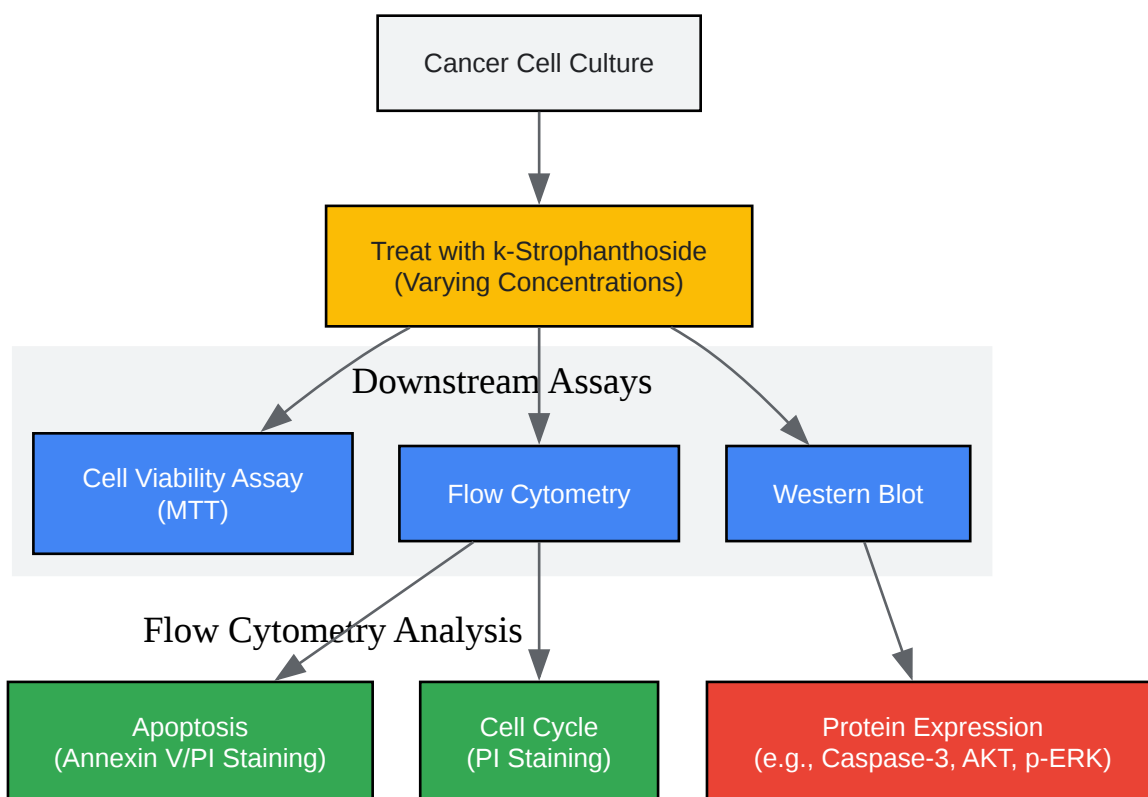 Cancer Cell Culture
Treat with k-Strophanthoside
(Varying Concentrations)
Downstream Assays
Cell Viability Assay
(MTT)
Flow Cytometry
Western Blot
Flow Cytometry Analysis
Apoptosis
(Annexin V/PI Staining)
Cell Cycle
(PI Staining)
Protein Expression
(e.g., Caspase-3, AKT, p-ERK)